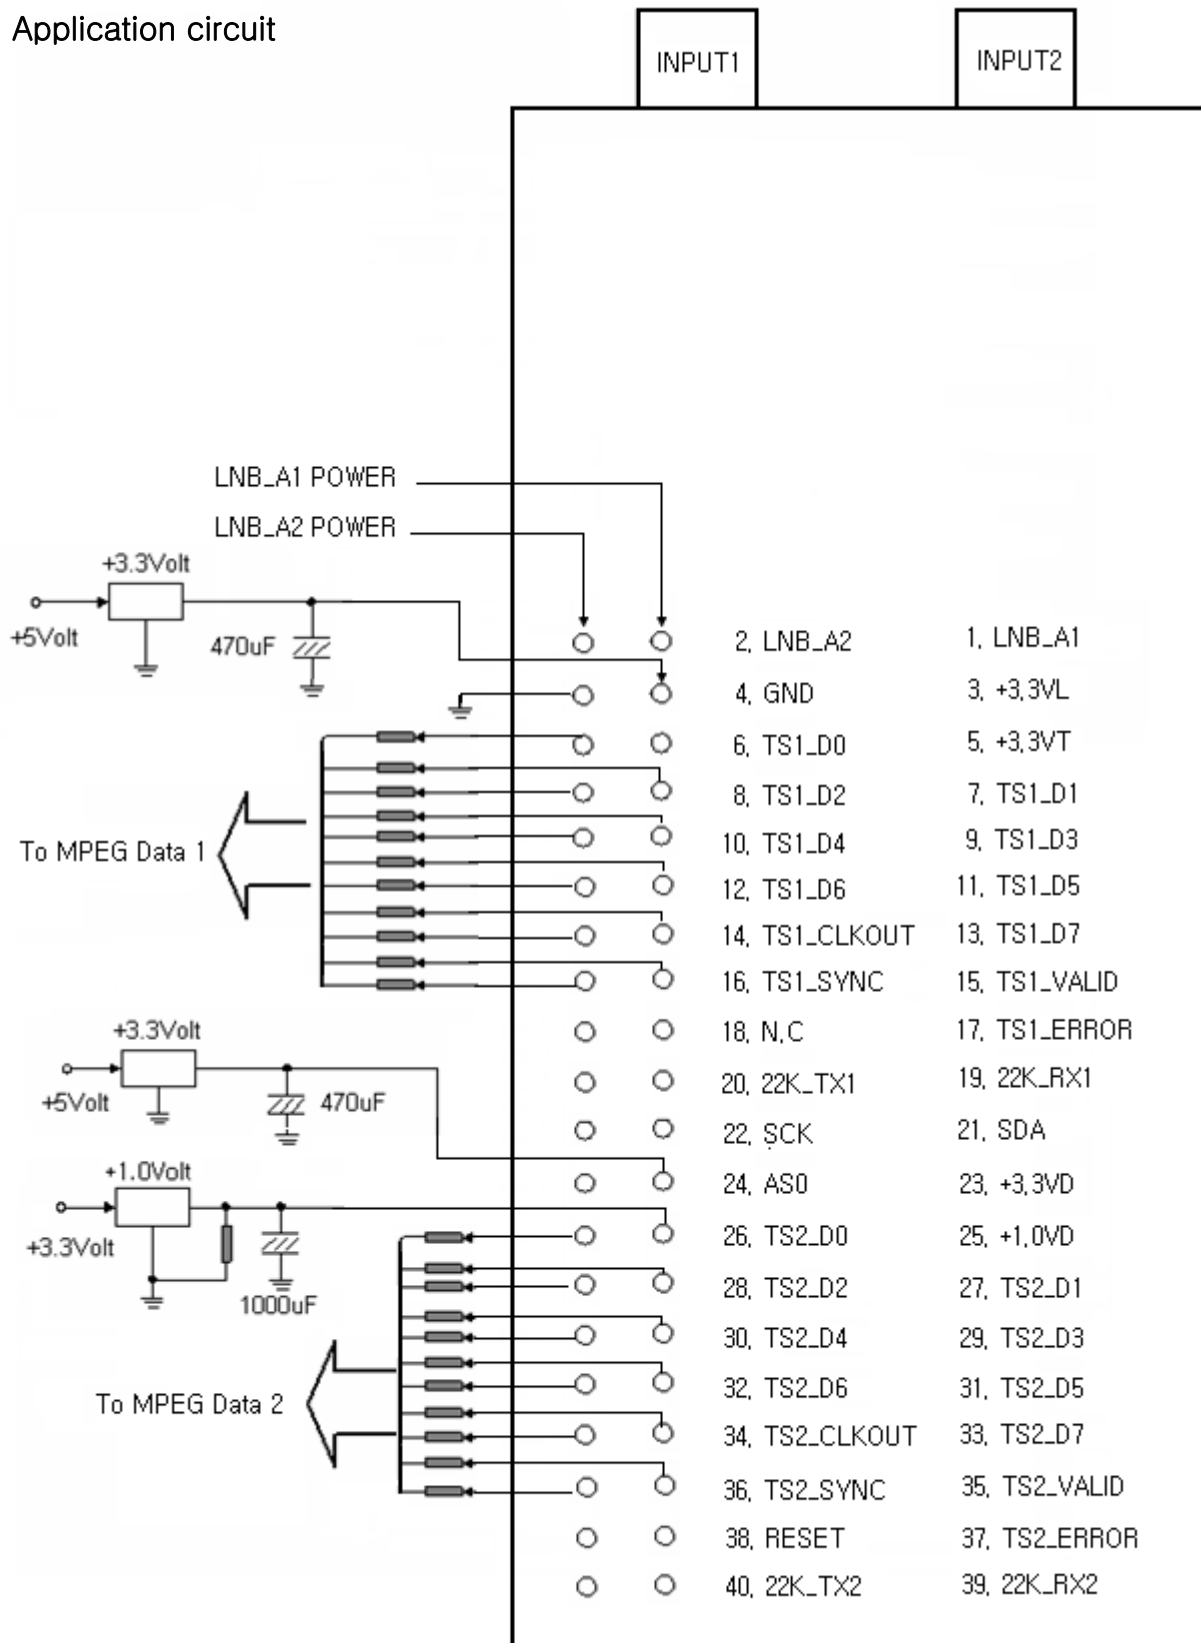 Application circuit
INPUT1
INPUT2
LNB_A1 POWER
LNB_A2 POWER
+3.3Volt
+5Volt
470uF
2, LNB_A2
1, LNB_A1
4, GND
3, +3,3VL
6, TS1_D0
5, +3,3VT
8, TS1_D2
7, TS1_D1
To MPEG Data 1
10, TS1_D4
9, TS1_D3
12, TS1_D6
11, TS1_D5
14, TS1_CLKOUT
13, TS1_D7
16, TS1_SYNC
15, TS1_VALID
+3.3Volt
18, N,C
17, TS1_ERROR
+5Volt
470uF
20, 22K_TX1
19, 22K_RX1
22, SCK
21, SDA
+1.0Volt
24, AS0
23, +3,3VD
+3.3Volt
26, TS2_D0
25, +1,0VD
1000uF
28, TS2_D2
27, TS2_D1
30, TS2_D4
29, TS2_D3
To MPEG Data 2
32, TS2_D6
31, TS2_D5
34, TS2_CLKOUT
33, TS2_D7
36, TS2_SYNC
35, TS2_VALID
38, RESET
37, TS2_ERROR
40, 22K_TX2
39, 22K_RX2